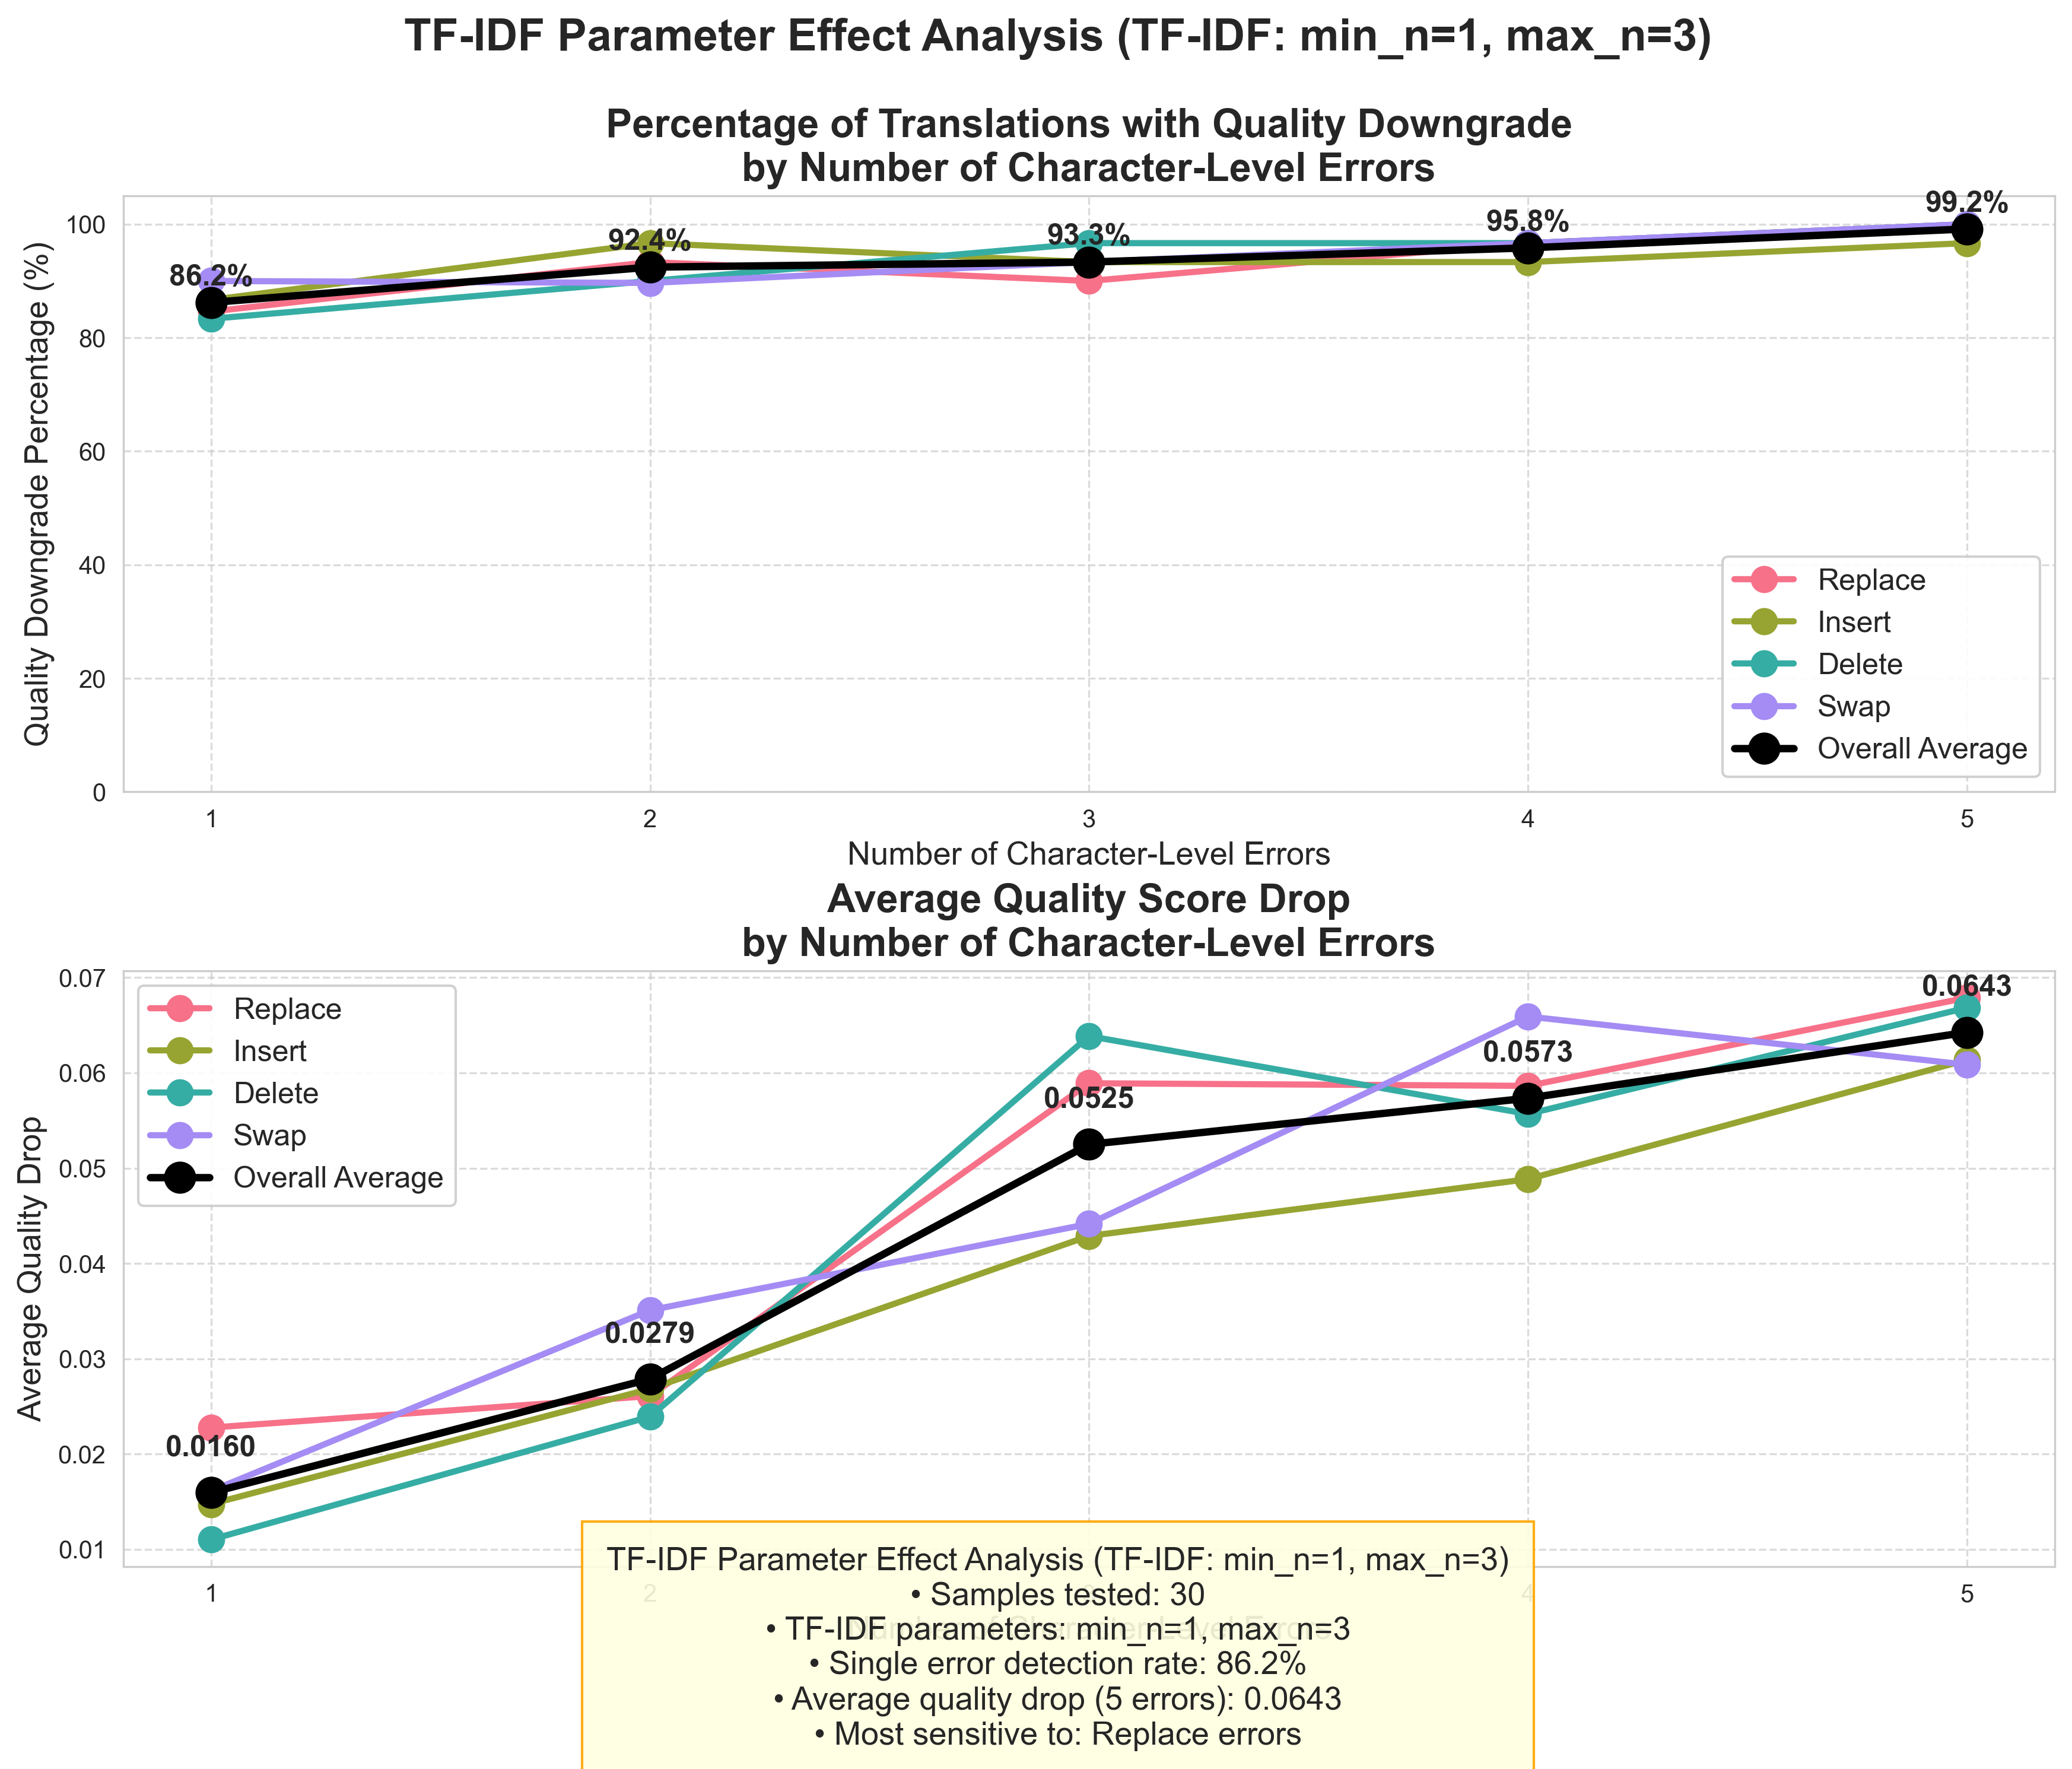 TF-IDF Parameter Effect Analysis (TF-IDF: min_n=1, max_n=3)
Percentage of Translations with Quality Downgrade
by Number of Character-Level Errors
Quality Downgrade Percentage (%)
100
80
60
40
20
0
86.2%
92.4%
93.3%
95.8%
99.2%
Replace
Insert
Delete
Swap
Overall Average
1
2
3
4
5
Number of Character-Level Errors
Average Quality Score Drop
by Number of Character-Level Errors
Average Quality Drop
0.07
0.06
0.05
0.04
0.03
0.02
0.01
Replace
Insert
Delete
Swap
Overall Average
0.0160
0.0279
0.0525
0.0573
0.0643
1
2
4
5
Number of Character-Level Errors
TF-IDF Parameter Effect Analysis (TF-IDF: min_n=1, max_n=3)
• Samples tested: 30
• TF-IDF parameters: min_n=1, max_n=3
• Single error detection rate: 86.2%
• Average quality drop (5 errors): 0.0643
• Most sensitive to: Replace errors